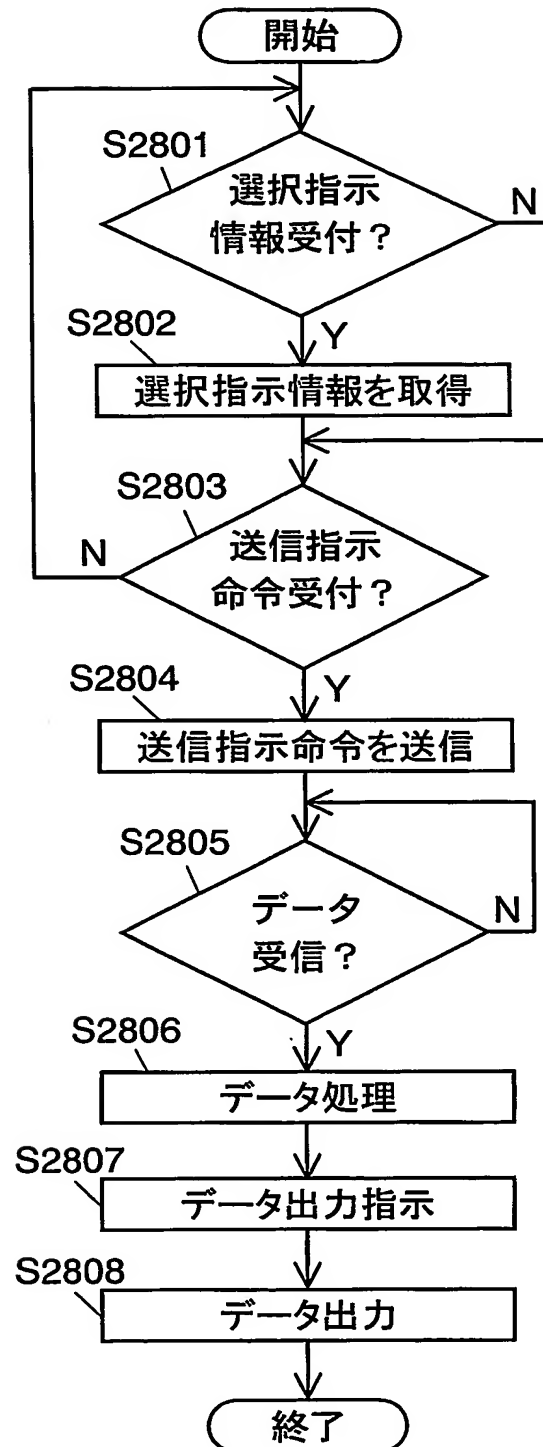 開始
S2801
選択指示
情報受付？
N
Y
S2802
選択指示情報を取得
S2803
送信指示
命令受付？
N
Y
S2804
送信指示命令を送信
S2805
データ
受信？
N
Y
S2806
データ処理
S2807
データ出力指示
S2808
データ出力
終了